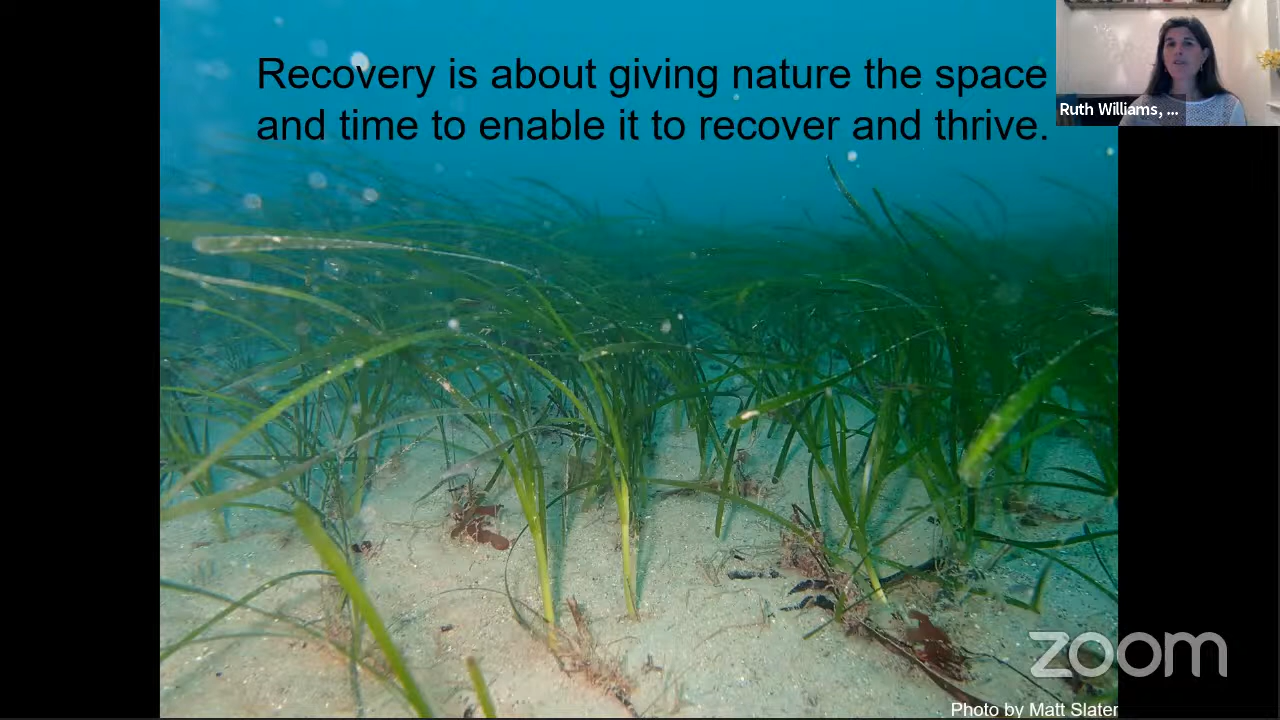 Recovery is about giving nature the space
and time to enable it to recover and thrive.
Ruth Williams, ...
zoom
Photo by Matt Slater